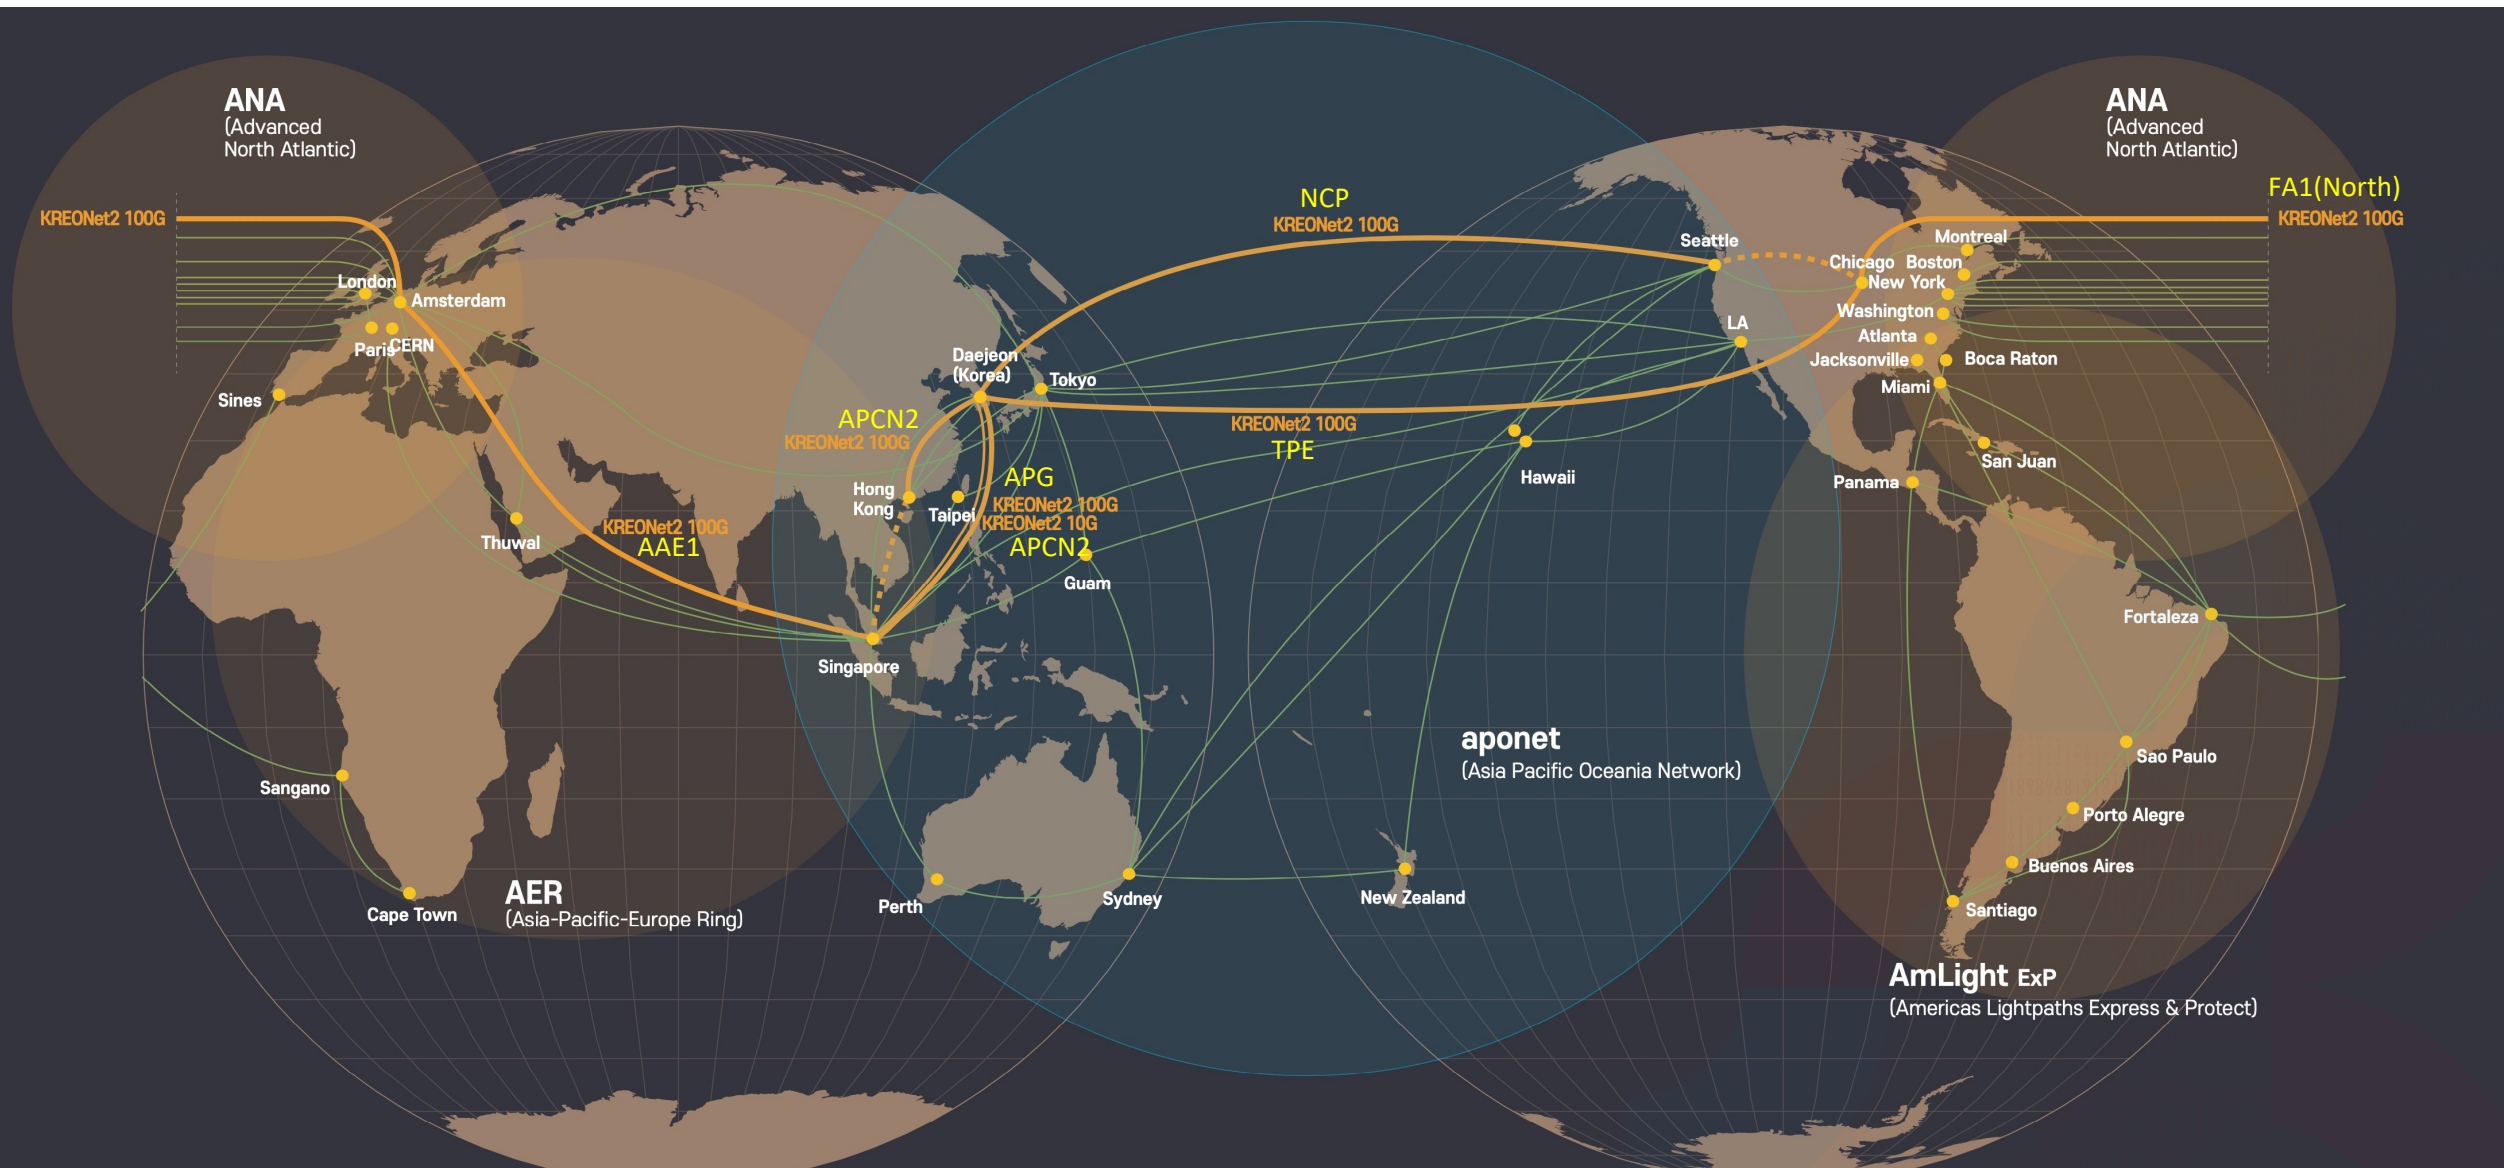 ANA
(Advanced
North Atlantic)
ANA
(Advanced
North Atlantic)
FA1(North)
KREONet2 100G
KREONet2 100G
NCP
KREONet2 100G
Seattle
Montreal
Chicago
Boston
New York
London
Amsterdam
Washington
LA
Atlanta
Paris
CERN
Daejeon
(Korea)
Tokyo
Jacksonville
Boca Raton
Miami
Sines
APCN2
KREONet2 100G
KREONet2 100G
TPE
San Juan
Hawaii
Panama
APG
Hong
Kong
Taipei
KREONet2 100G
KREONet2 10G
APCN2
Thuwal
KREONet2 100G
AAE1
Guam
Fortaleza
Singapore
aponet
(Asia Pacific Oceania Network)
Sao Paulo
Sangano
Porto Alegre
Buenos Aires
AER
(Asia-Pacific-Europe Ring)
Cape Town
Perth
Sydney
New Zealand
Santiago
AmLight ExP
(Americas Lightpaths Express & Protect)